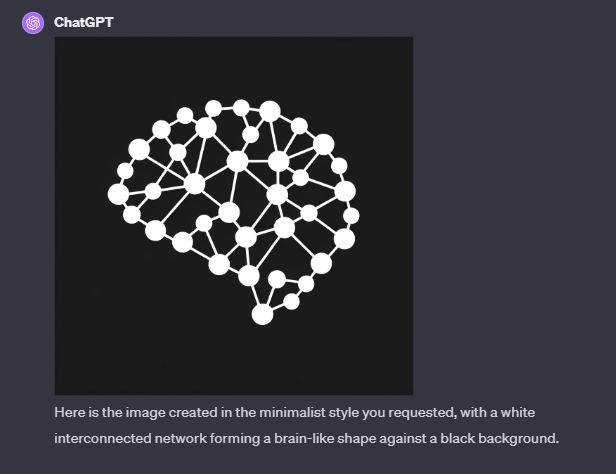 ChatGPT
Here is the image created in the minimalist style you requested, with a white
interconnected network forming a brain-like shape against a black background.